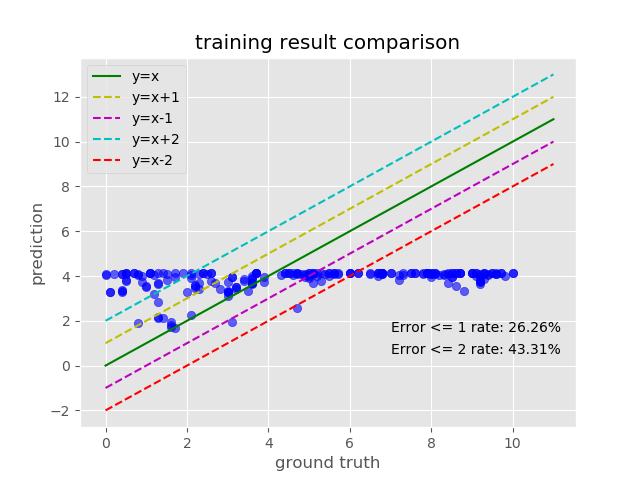 training result comparison
y=x
y=x+1
y=x-1
y=x+2
y=x-2
12
10
8
6
4
2
0
−2
prediction
Error <= 1 rate: 26.26%
Error <= 2 rate: 43.31%
0 2 4 6 8 10
ground truth